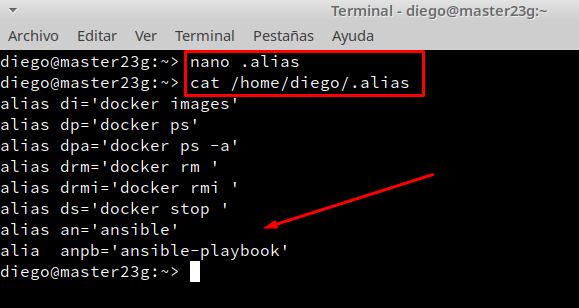 Terminal - diego@master23g:~
Archivo Editar Ver Terminal Pestañas Ayuda
diego@master23g:~> nano .alias
diego@master23g:~> cat /home/diego/.alias
alias di='docker images'
alias dp='docker ps'
alias dpa='docker ps -a'
alias drm='docker rm '
alias drmi='docker rmi '
alias ds='docker stop '
alias an='ansible'
alia  anpb='ansible-playbook'
diego@master23g:~>